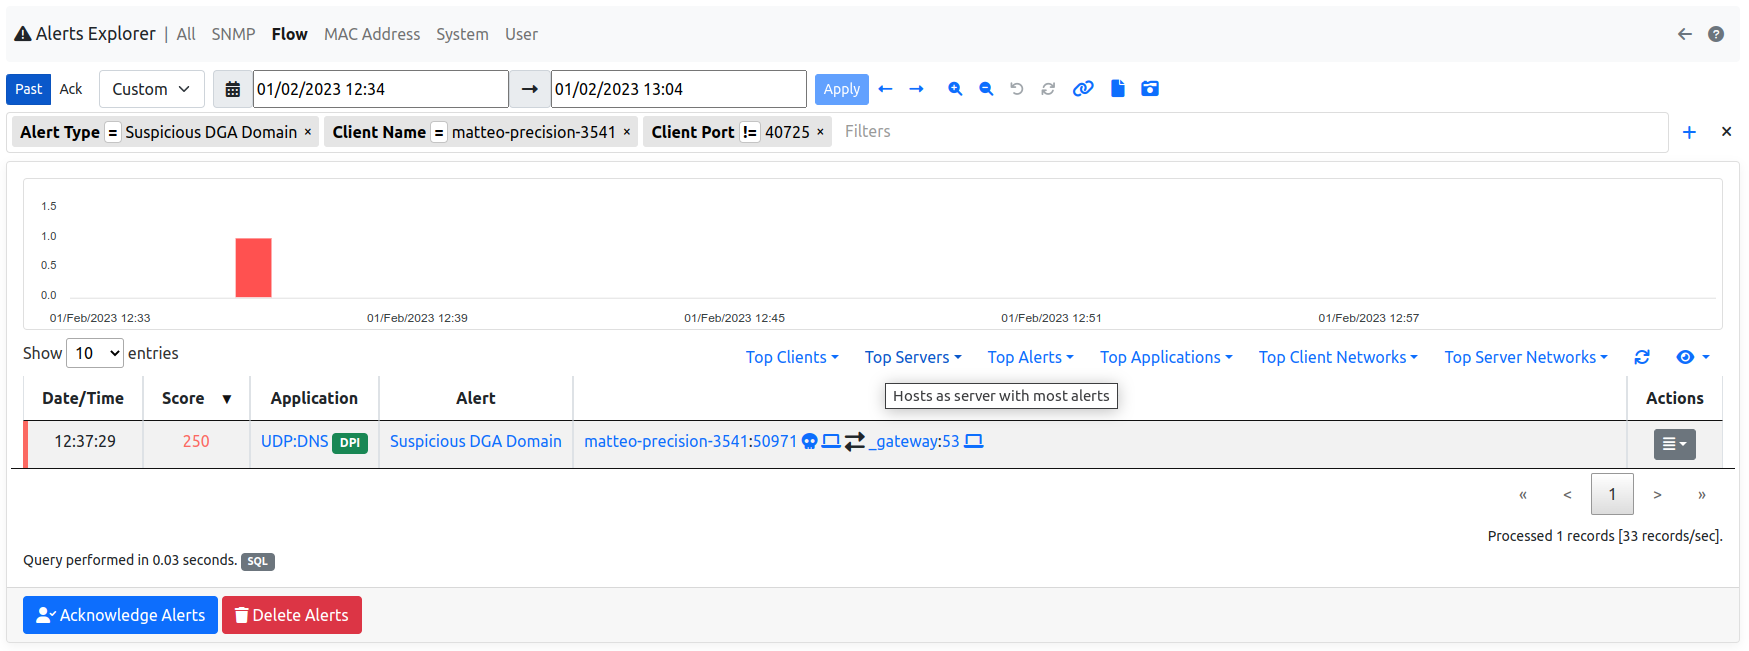 Alerts Explorer | All SNMP Flow MAC Address System User
Past Ack Custom 01/02/2023 12:34 → 01/02/2023 13:04 Apply
Alert Type = Suspicious DGA Domain × Client Name = matteo-precision-3541 × Client Port != 40725 × Filters
1.5
1.0
0.5
0.0
01/Feb/2023 12:33 01/Feb/2023 12:39 01/Feb/2023 12:45 01/Feb/2023 12:51 01/Feb/2023 12:57
Show 10 entries Top Clients Top Servers Top Alerts Top Applications Top Client Networks Top Server Networks
Hosts as server with most alerts
Date/Time Score Application Alert Actions
12:37:29 250 UDP:DNS DPI Suspicious DGA Domain matteo-precision-3541:50971 _gateway:53
« < 1 > »
Processed 1 records [33 records/sec].
Query performed in 0.03 seconds. SQL
Acknowledge Alerts Delete Alerts